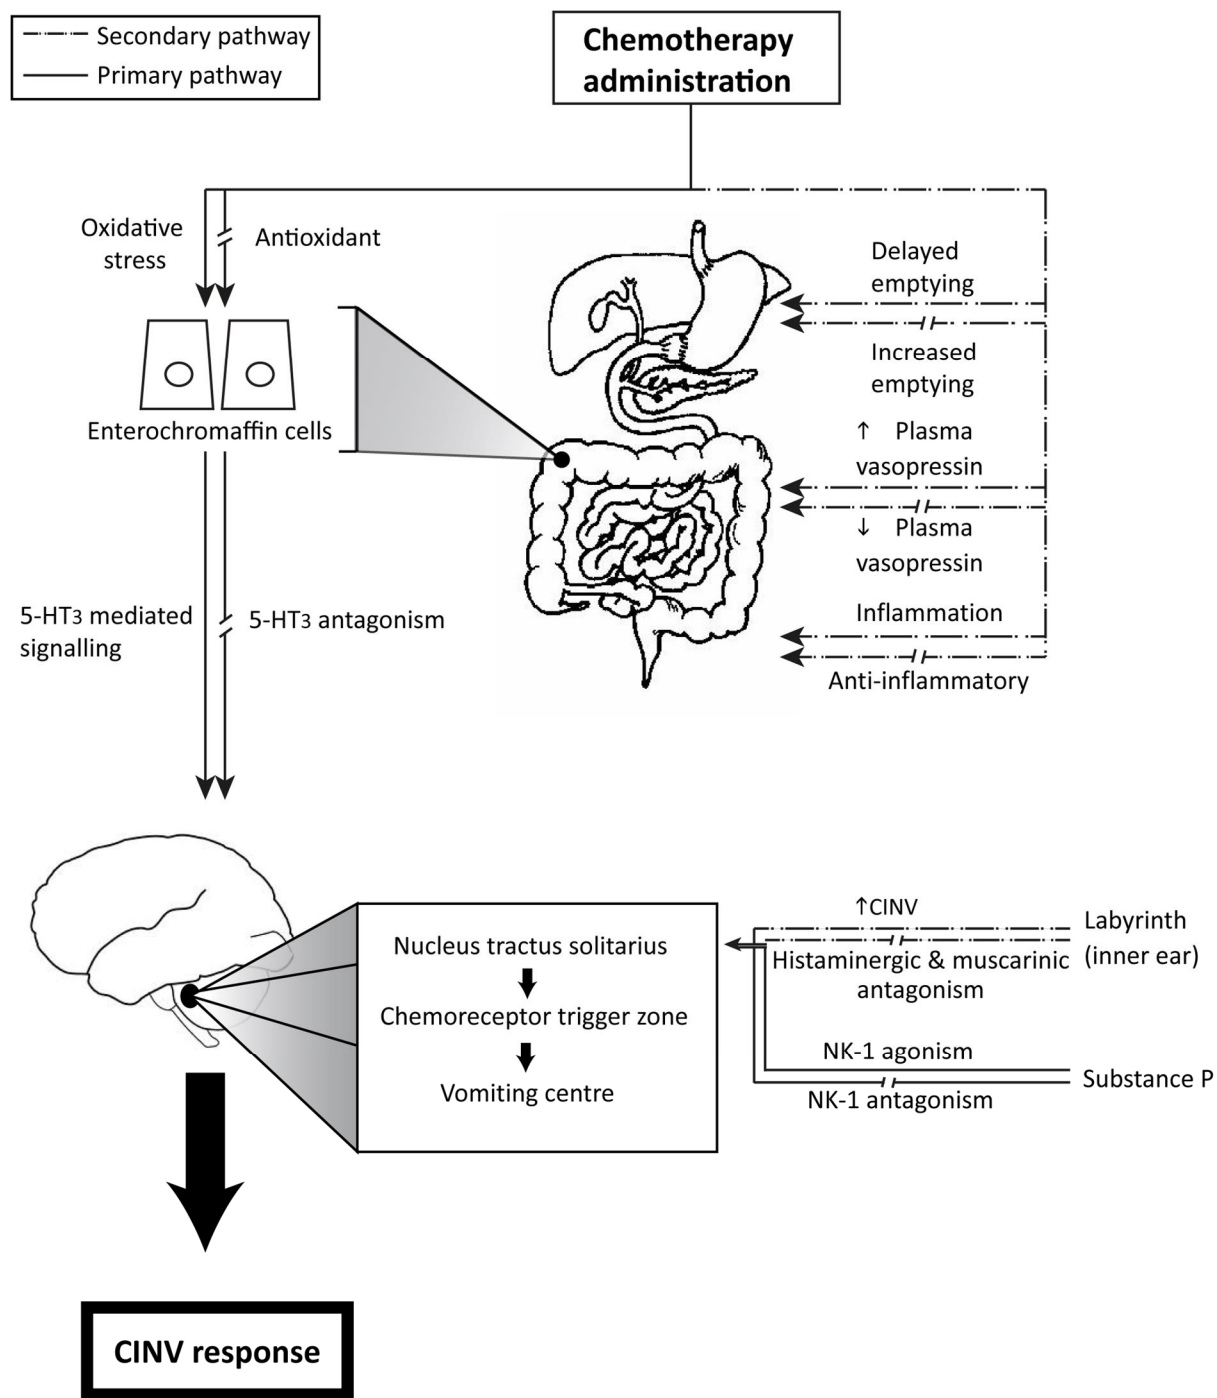 Secondary pathway
Primary pathway
Chemotherapy
administration
Oxidative
stress
Antioxidant
Delayed
emptying
Increased
emptying
Enterochromaffin cells
↑ Plasma
vasopressin
↓ Plasma
vasopressin
5-HT3 mediated
signalling
5-HT3 antagonism
Inflammation
Anti-inflammatory
Nucleus tractus solitarius
Chemoreceptor trigger zone
Vomiting centre
↑CINV
Labyrinth
(inner ear)
Histaminergic & muscarinic
antagonism
NK-1 agonism
Substance P
NK-1 antagonism
CINV response